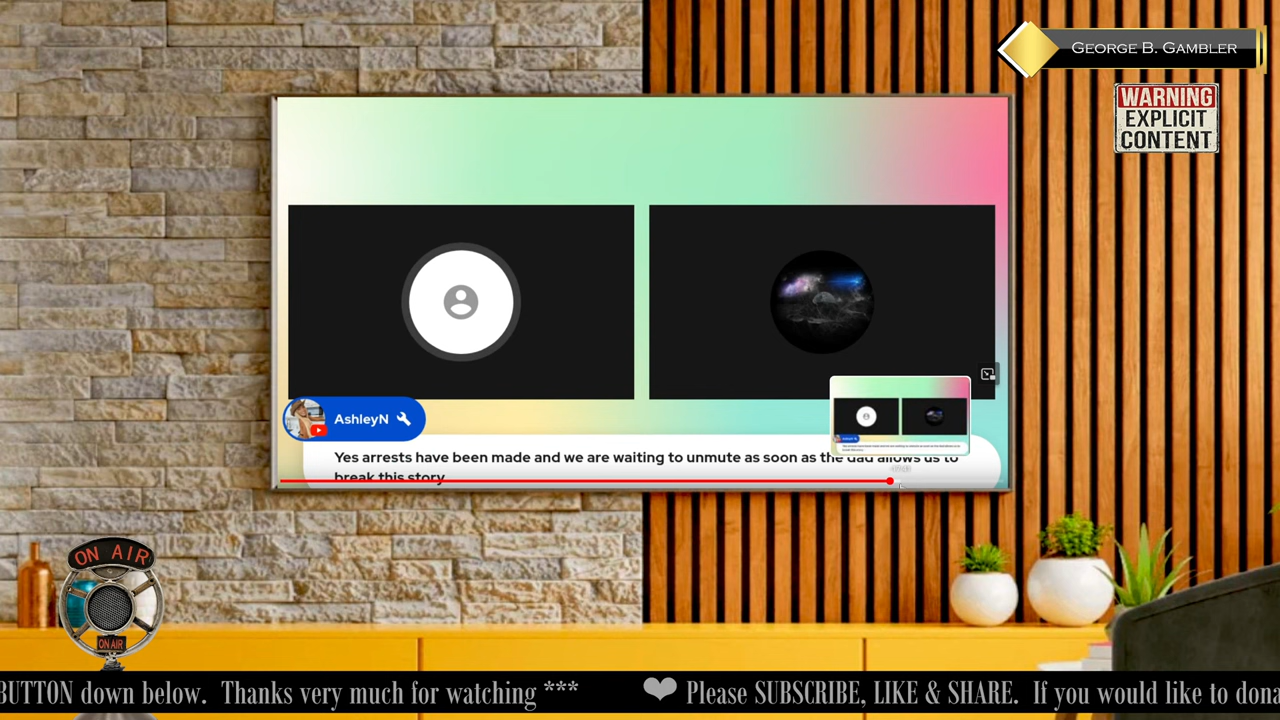 George B. Gambler
WARNING
EXPLICIT
CONTENT
AshleyN
Yes arrests have been made and we are waiting to unmute as soon as the dad allows us to
break this story
ON AIR
ON AIR
BUTTON down below. Thanks very much for watching *** Please SUBSCRIBE, LIKE & SHARE. If you would like to dona